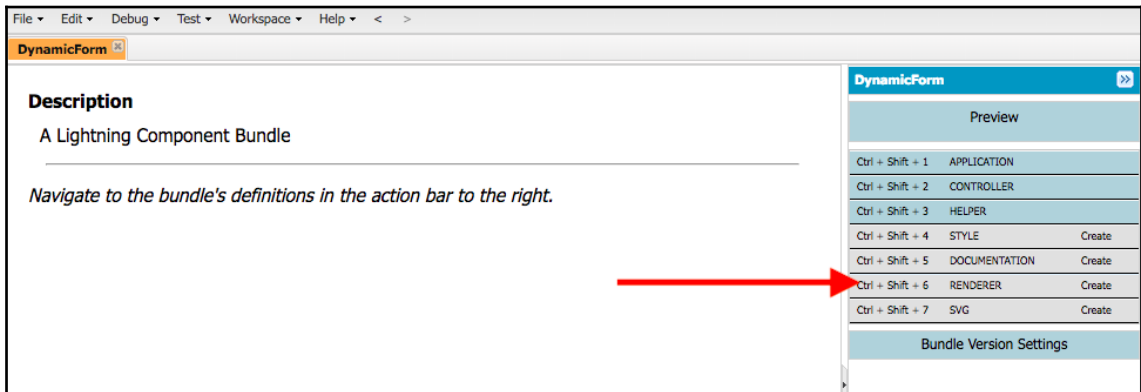 File ▾ Edit ▾ Debug ▾ Test ▾ Workspace ▾ Help ▾ < >
DynamicForm
Description
A Lightning Component Bundle
Navigate to the bundle's definitions in the action bar to the right.
DynamicForm
Preview
Ctrl + Shift + 1 APPLICATION
Ctrl + Shift + 2 CONTROLLER
Ctrl + Shift + 3 HELPER
Ctrl + Shift + 4 STYLE Create
Ctrl + Shift + 5 DOCUMENTATION Create
Ctrl + Shift + 6 RENDERER Create
Ctrl + Shift + 7 SVG Create
Bundle Version Settings